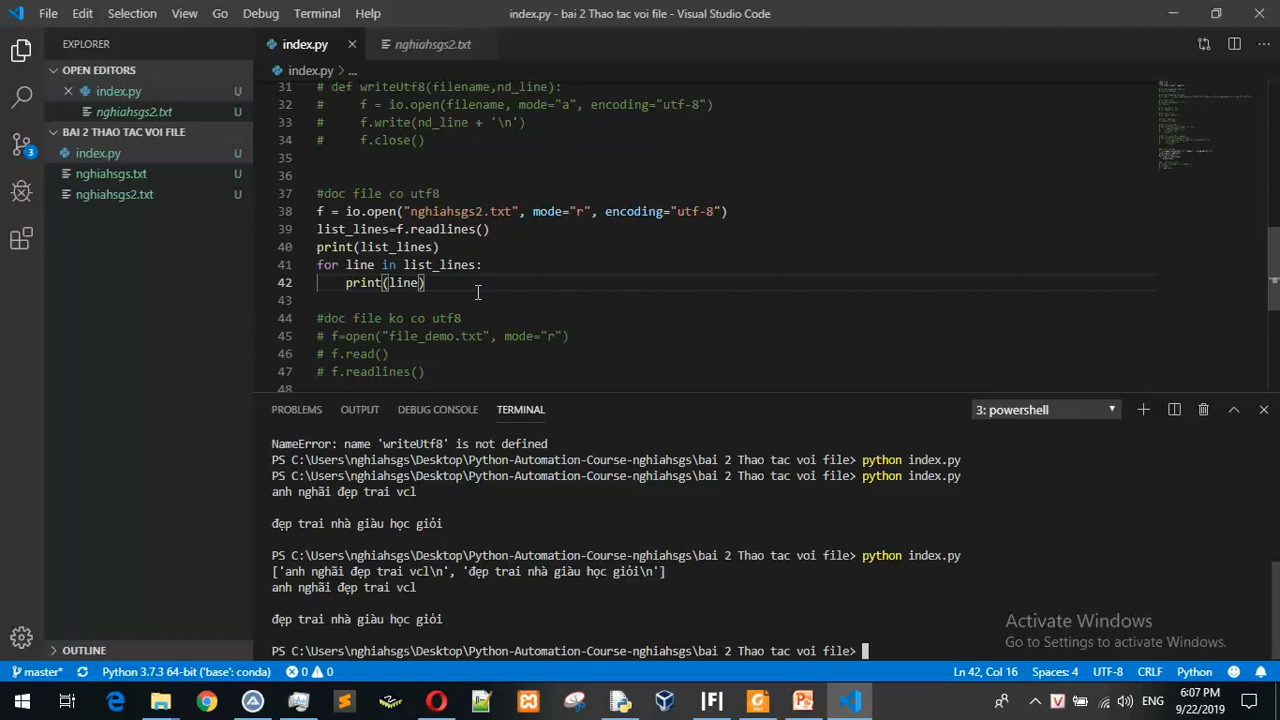 File Edit Selection View Go Debug Terminal Help
index.py - bai 2 Thao tac voi file - Visual Studio Code
EXPLORER
OPEN EDITORS
index.py U
nghiahsgs2.txt U
BAI 2 THAO TAC VOI FILE
index.py U
nghiahsgs.txt U
nghiahsgs2.txt U
OUTLINE
index.py nghiahsgs2.txt
index.py > ...
31 # def writeUtf8(filename,nd_line):
32 # f = io.open(filename, mode="a", encoding="utf-8")
33 # f.write(nd_line + '\n')
34 # f.close()
35
36
37 #doc file co utf8
38 f = io.open("nghiahsgs2.txt", mode="r", encoding="utf-8")
39 list_lines=f.readlines()
40 print(list_lines)
41 for line in list_lines:
42 print(line)
43
44 #doc file ko co utf8
45 # f=open("file_demo.txt", mode="r")
46 # f.read()
47 # f.readlines()
48
PROBLEMS OUTPUT DEBUG CONSOLE TERMINAL
3: powershell
NameError: name 'writeUtf8' is not defined
PS C:\Users\nghiahsgs\Desktop\Python-Automation-Course-nghiahsgs\bai 2 Thao tac voi file> python index.py
PS C:\Users\nghiahsgs\Desktop\Python-Automation-Course-nghiahsgs\bai 2 Thao tac voi file> python index.py
anh nghãi đẹp trai vcl
đẹp trai nhà giàu học giỏi
PS C:\Users\nghiahsgs\Desktop\Python-Automation-Course-nghiahsgs\bai 2 Thao tac voi file> python index.py
['anh nghãi đẹp trai vcl\n', 'đẹp trai nhà giàu học giỏi\n']
anh nghãi đẹp trai vcl
đẹp trai nhà giàu học giỏi
PS C:\Users\nghiahsgs\Desktop\Python-Automation-Course-nghiahsgs\bai 2 Thao tac voi file>
Activate Windows
Go to Settings to activate Windows.
master* Python 3.7.3 64-bit ('base': conda) 0 0 Ln 42, Col 16 Spaces: 4 UTF-8 CRLF Python
ENG
6:07 PM
9/22/2019